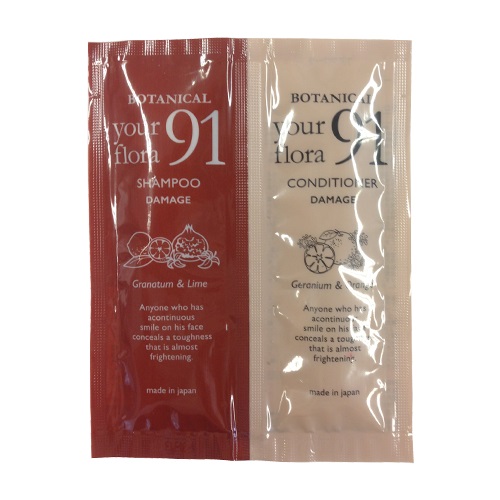 BOTANICAL
your
flora 91
SHAMPOO
DAMAGE
Granatum & Lime
Anyone who has
acontinuous
smile on his face
conceals a toughness
that is almost
frightening.
made in japan
BOTANICAL
your
flora 91
CONDITIONER
DAMAGE
Geranium & Orange
Anyone who has
acontinuous
smile on his face
conceals a toughness
that is almost
frightening.
made in japan